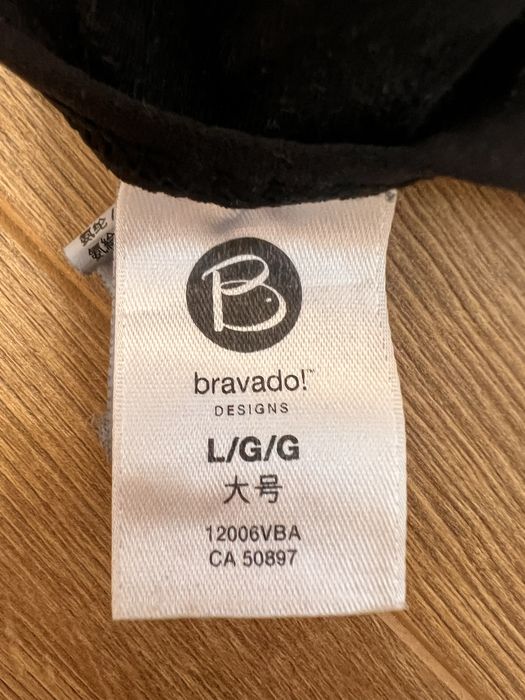 B
bravado!™
DESIGNS
L/G/G
大号
12006VBA
CA 50897